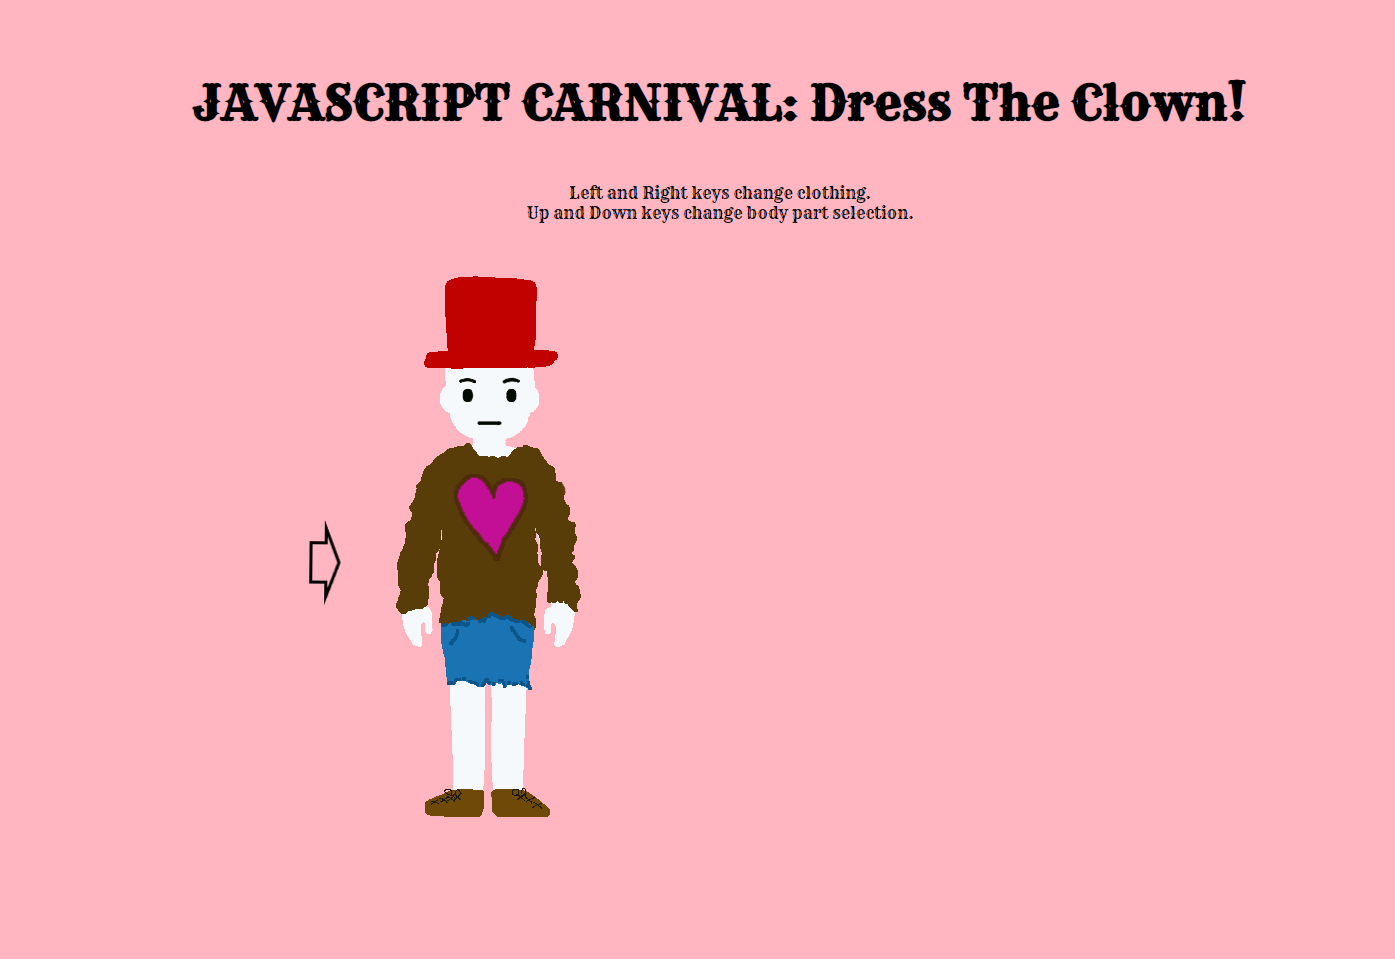 JAVASCRIPT CARNIVAL: Dress The Clown!
Left and Right keys change clothing.
Up and Down keys change body part selection.